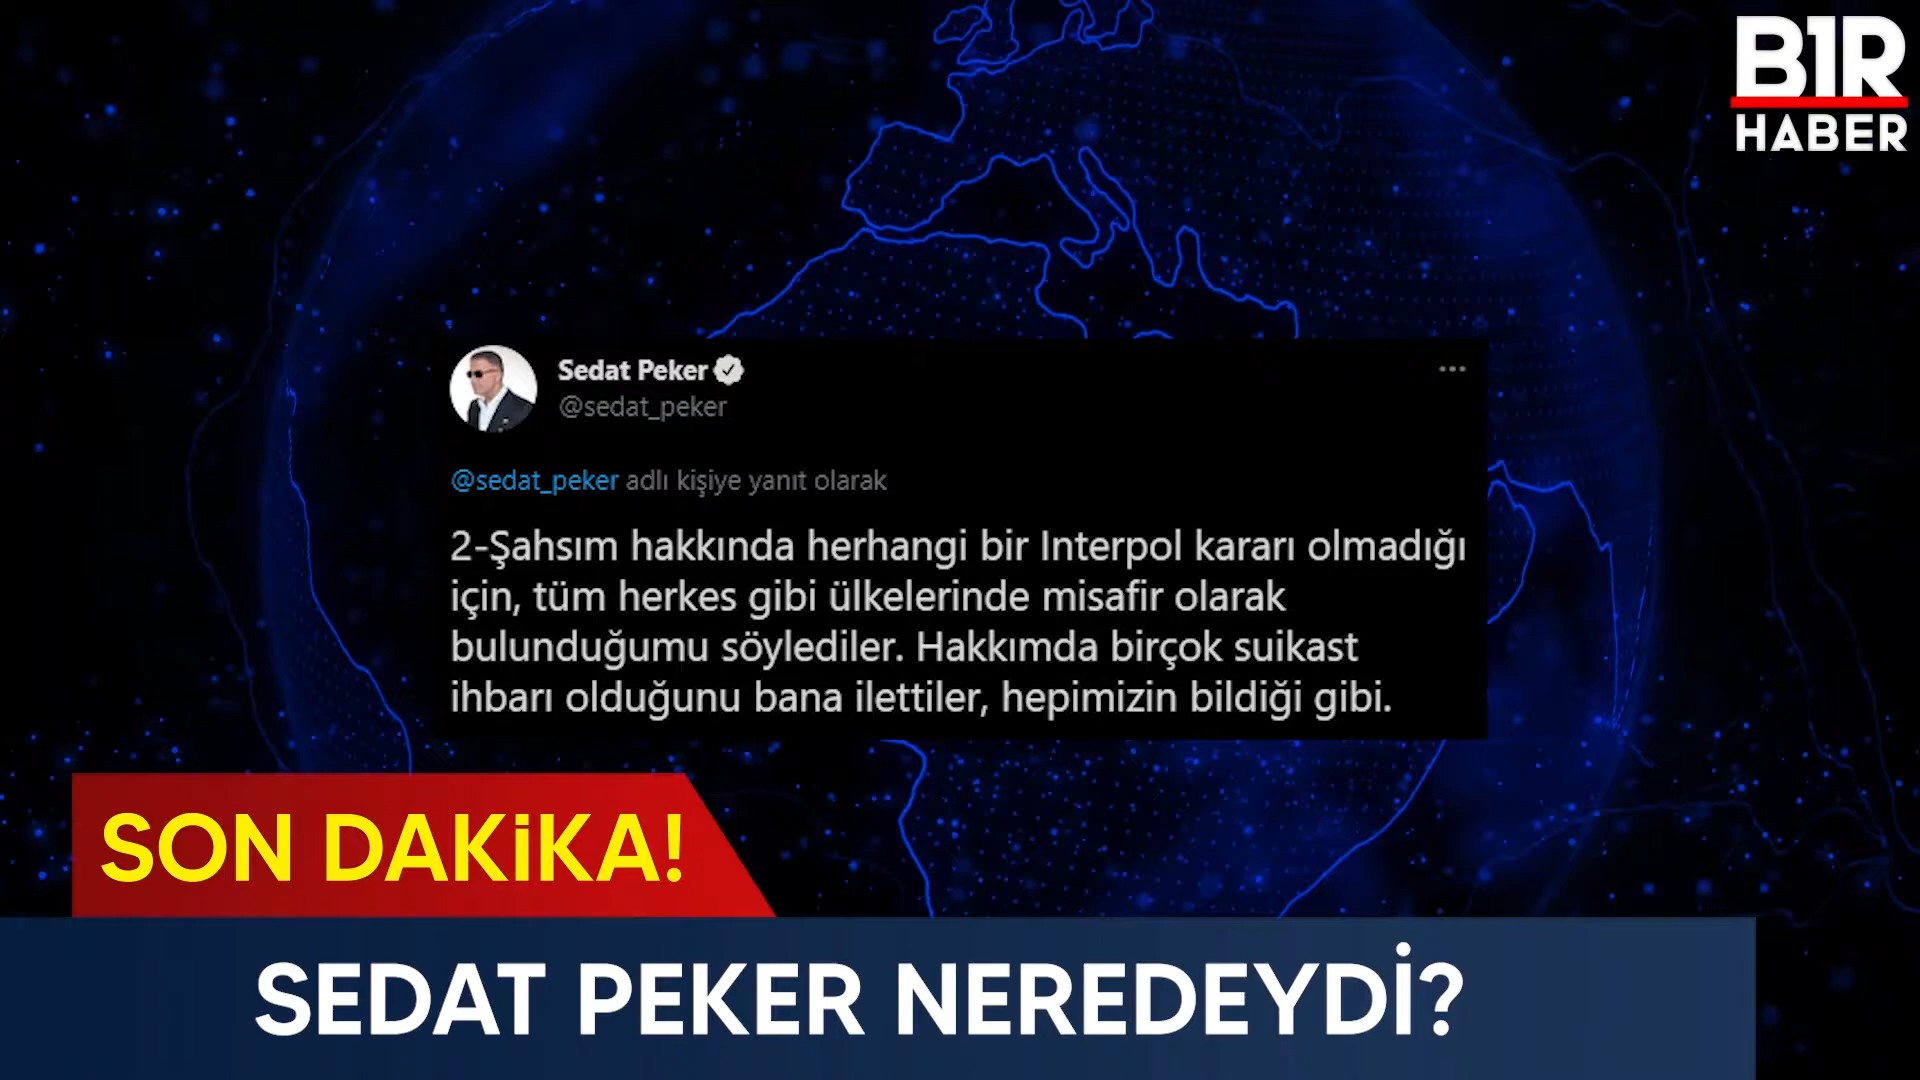 B1R
HABER
Sedat Peker
@sedat_peker
@sedat_peker adlı kişiye yanıt olarak
2-Şahsım hakkında herhangi bir Interpol kararı olmadığı
için, tüm herkes gibi ülkelerinde misafir olarak
bulunduğumu söylediler. Hakkımda birçok suikast
ihbarı olduğunu bana ilettiler, hepimizin bildiği gibi.
SON DAKiKA!
SEDAT PEKER NEREDEYDİ?